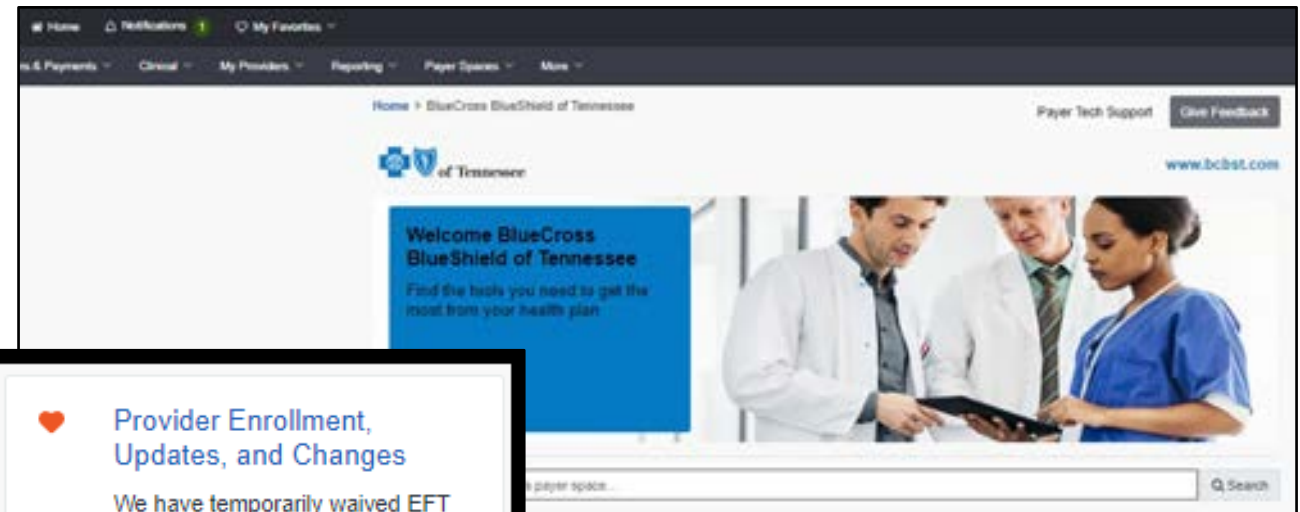 Home Notifications 1 My Favorites
s & Payments Clinical My Providers Reporting Payer Spaces More
Home > BlueCross BlueShield of Tennessee
Payer Tech Support Give Feedback
of Tennessee
www.bcbst.com
Welcome BlueCross
BlueShield of Tennessee
Find the tools you need to get the
most from your health plan
Provider Enrollment,
Updates, and Changes
We have temporarily waived EFT
payer space...
Search